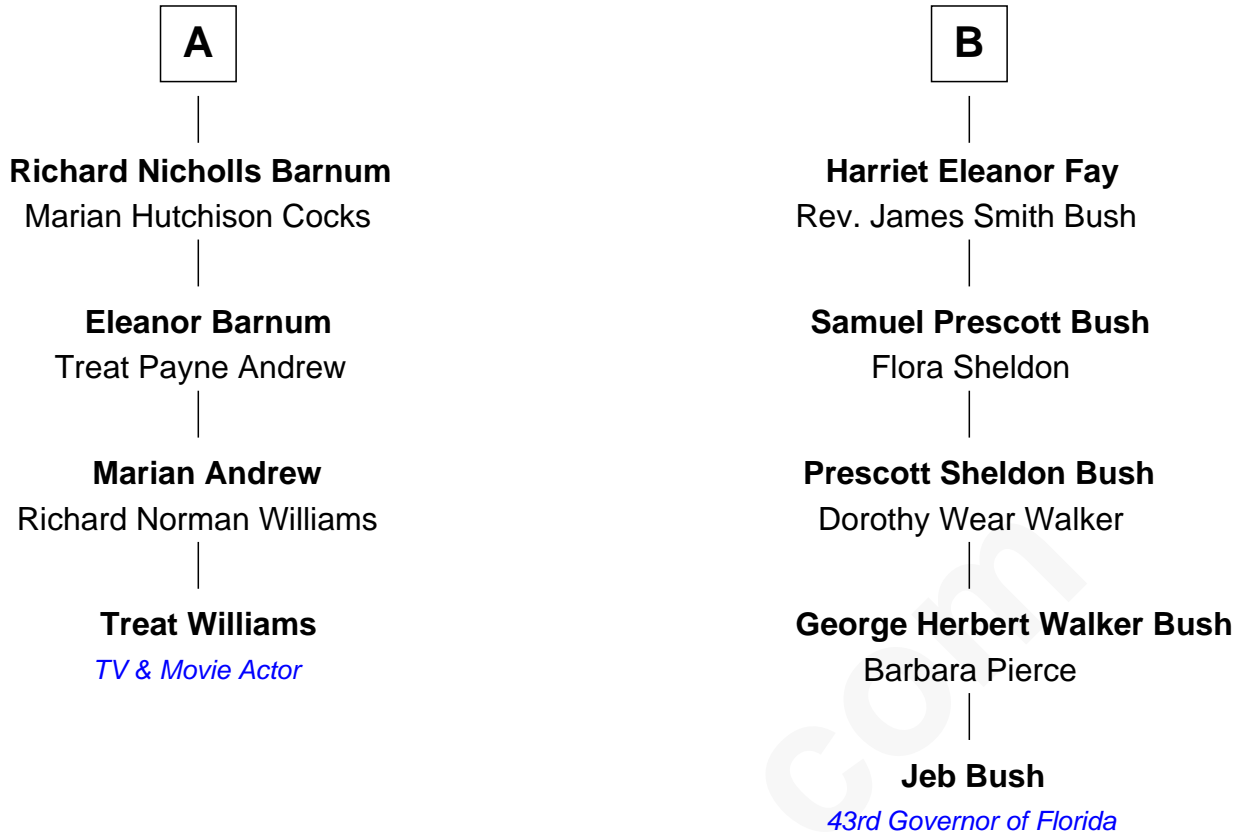 A
Richard Nicholls Barnum
Marian Hutchison Cocks
Eleanor Barnum
Treat Payne Andrew
Marian Andrew
Richard Norman Williams
Treat Williams
TV & Movie Actor
B
Harriet Eleanor Fay
Rev. James Smith Bush
Samuel Prescott Bush
Flora Sheldon
Prescott Sheldon Bush
Dorothy Wear Walker
George Herbert Walker Bush
Barbara Pierce
Jeb Bush
43rd Governor of Florida
com